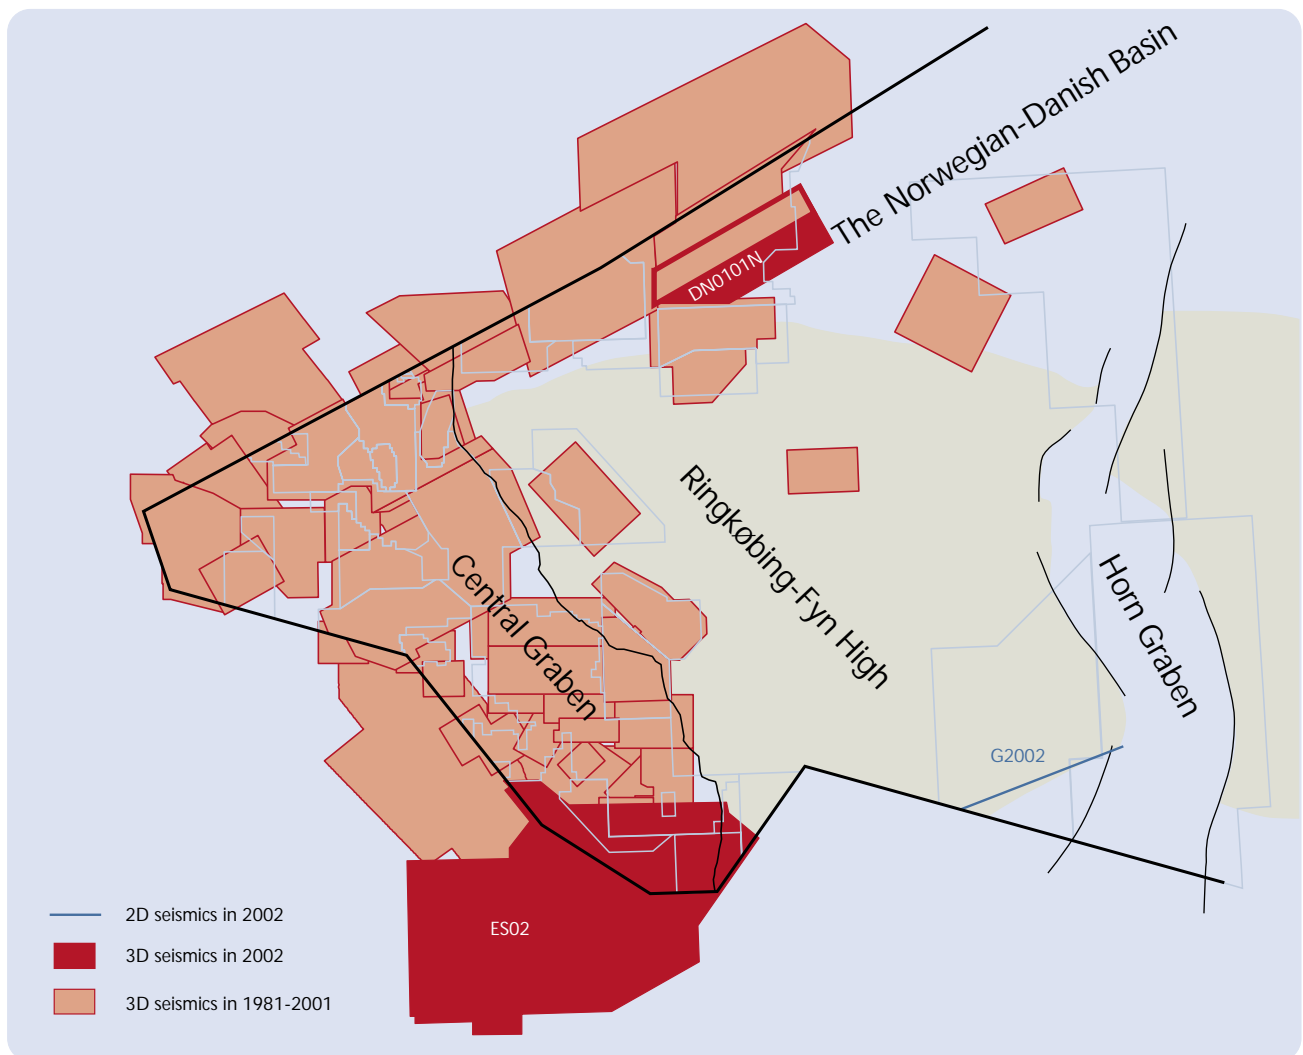 The Norwegian-Danish Basin
DN0101N
Ringkøbing-Fyn High
Central Graben
Horn Graben
G2002
ES02
2D seismics in 2002
3D seismics in 2002
3D seismics in 1981-2001